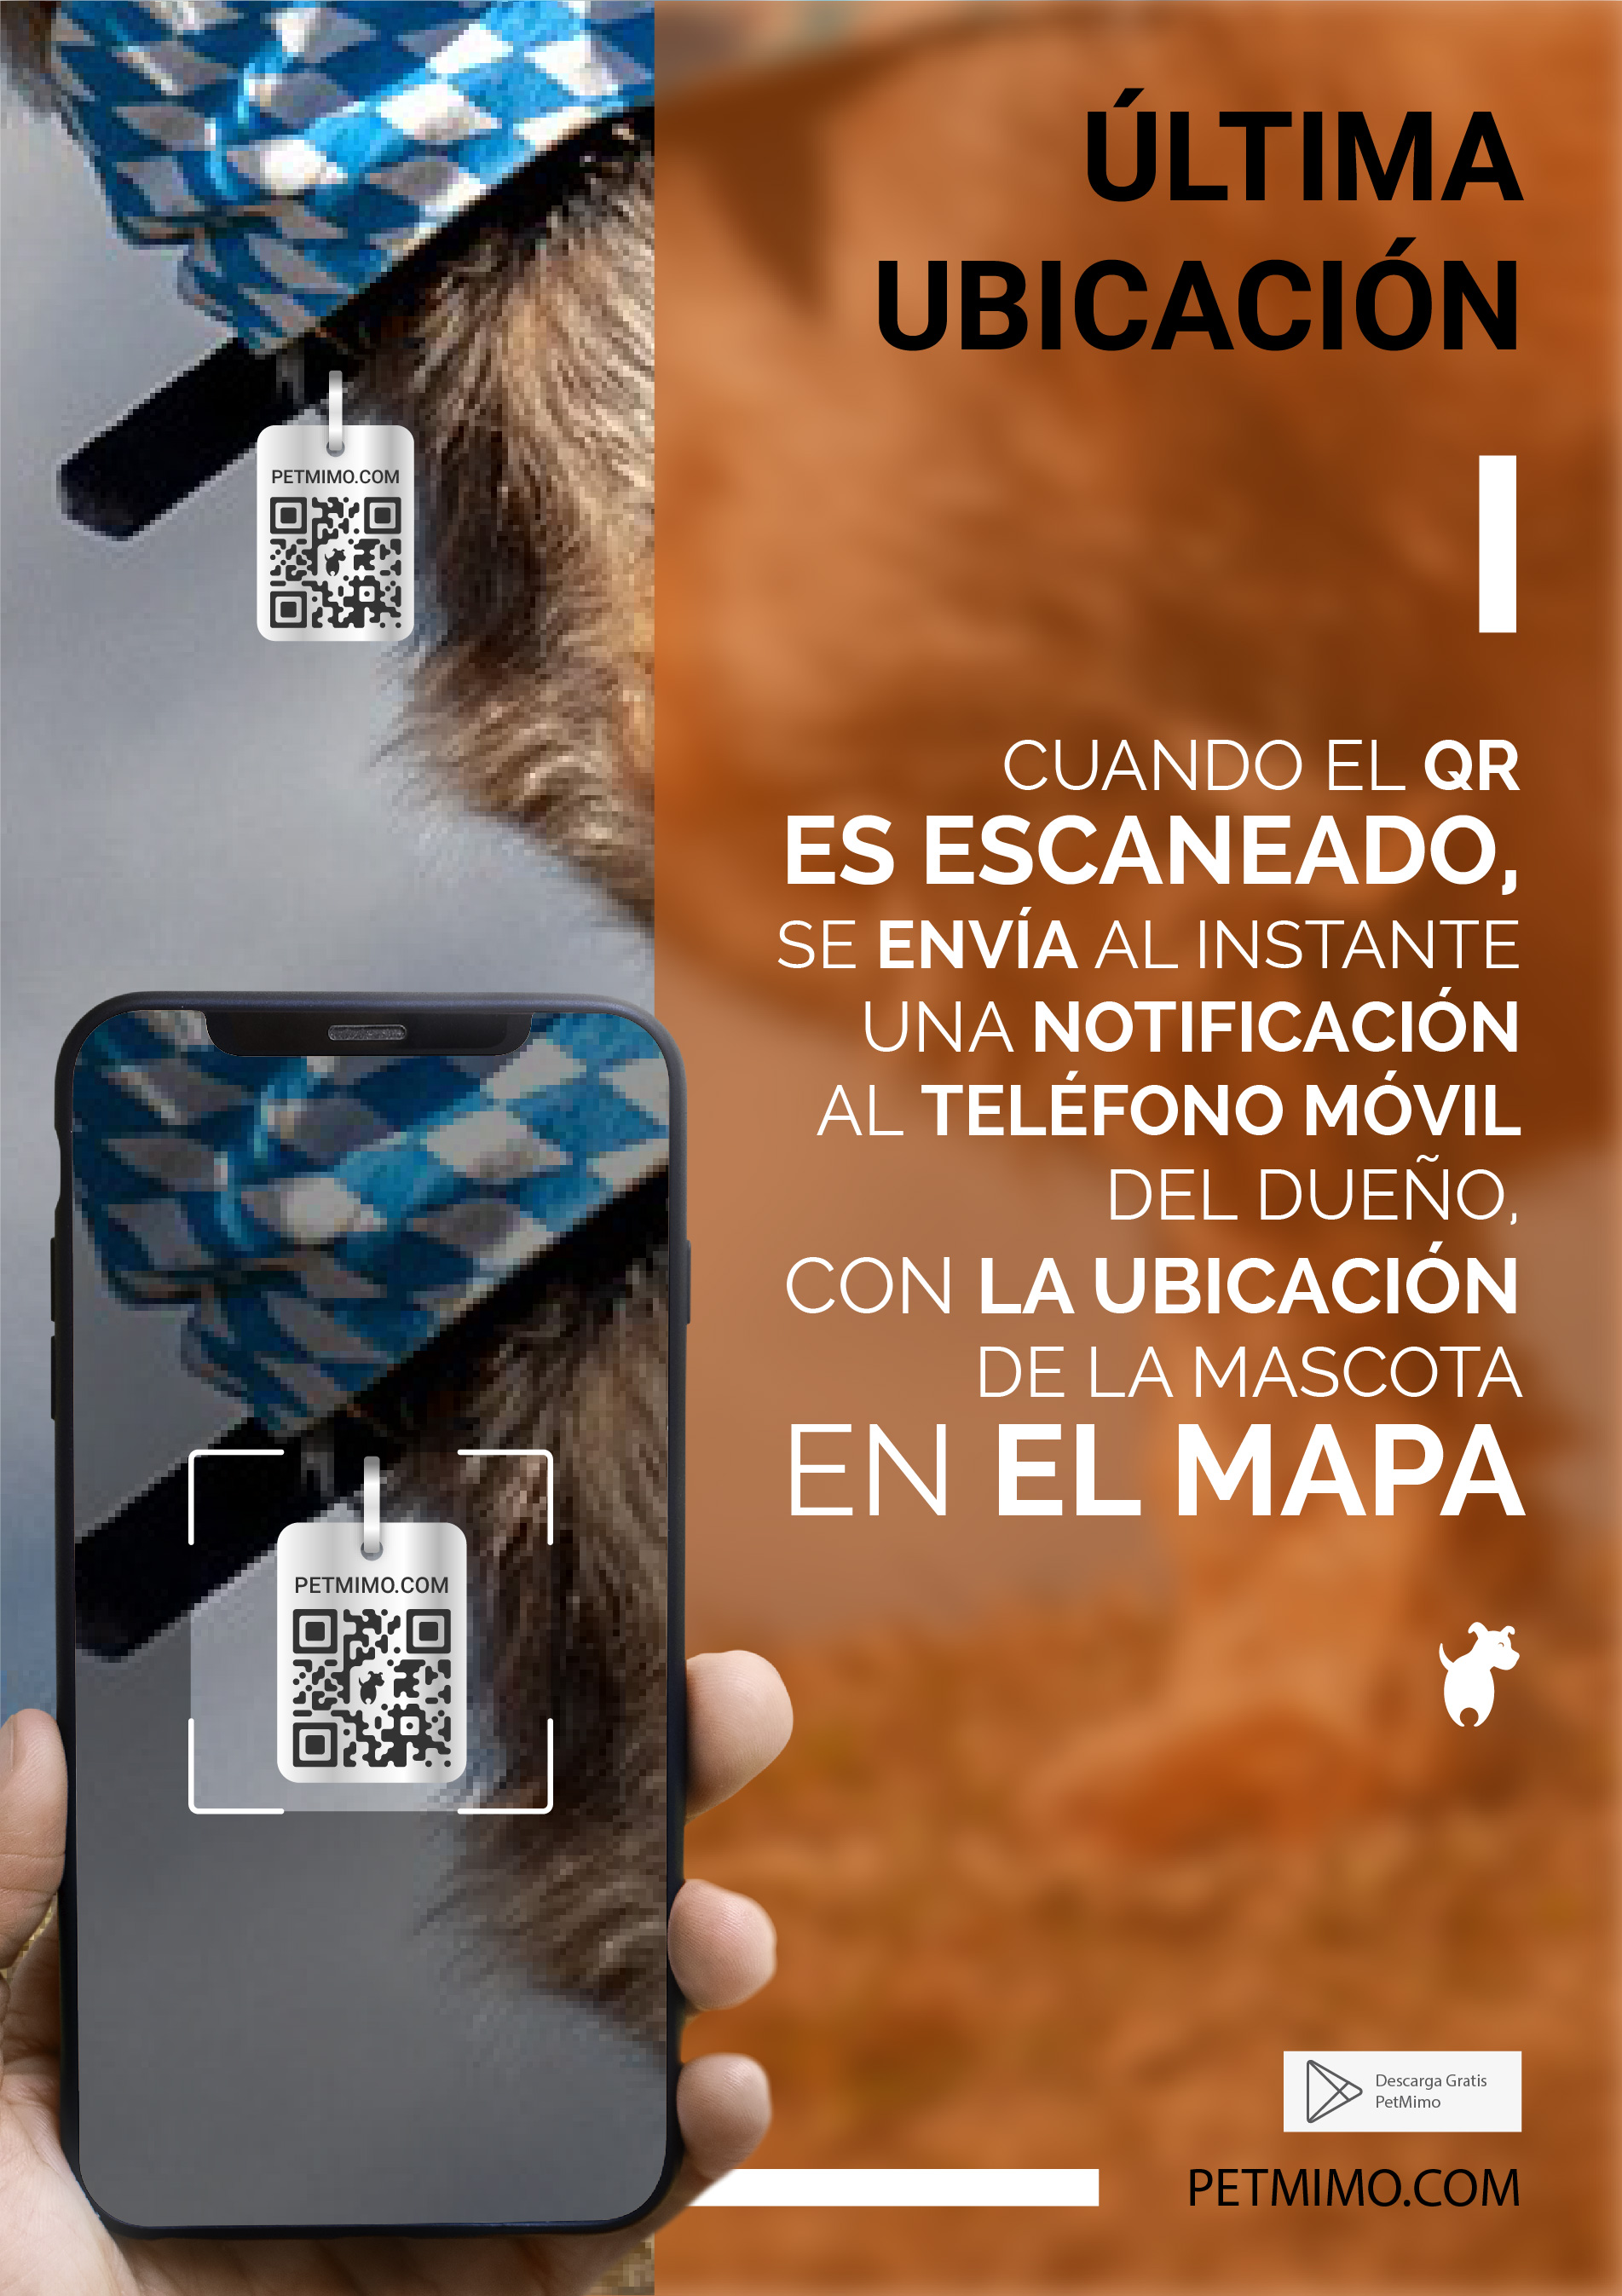 ÚLTIMA
UBICACIÓN
PETMIMO.COM
CUANDO EL QR
ES ESCANEADO,
SE ENVÍA AL INSTANTE
UNA NOTIFICACIÓN
AL TELÉFONO MÓVIL
DEL DUEÑO,
CON LA UBICACIÓN
DE LA MASCOTA
EN EL MAPA
PETMIMO.COM
Descarga Gratis
PetMimo
PETMIMO.COM